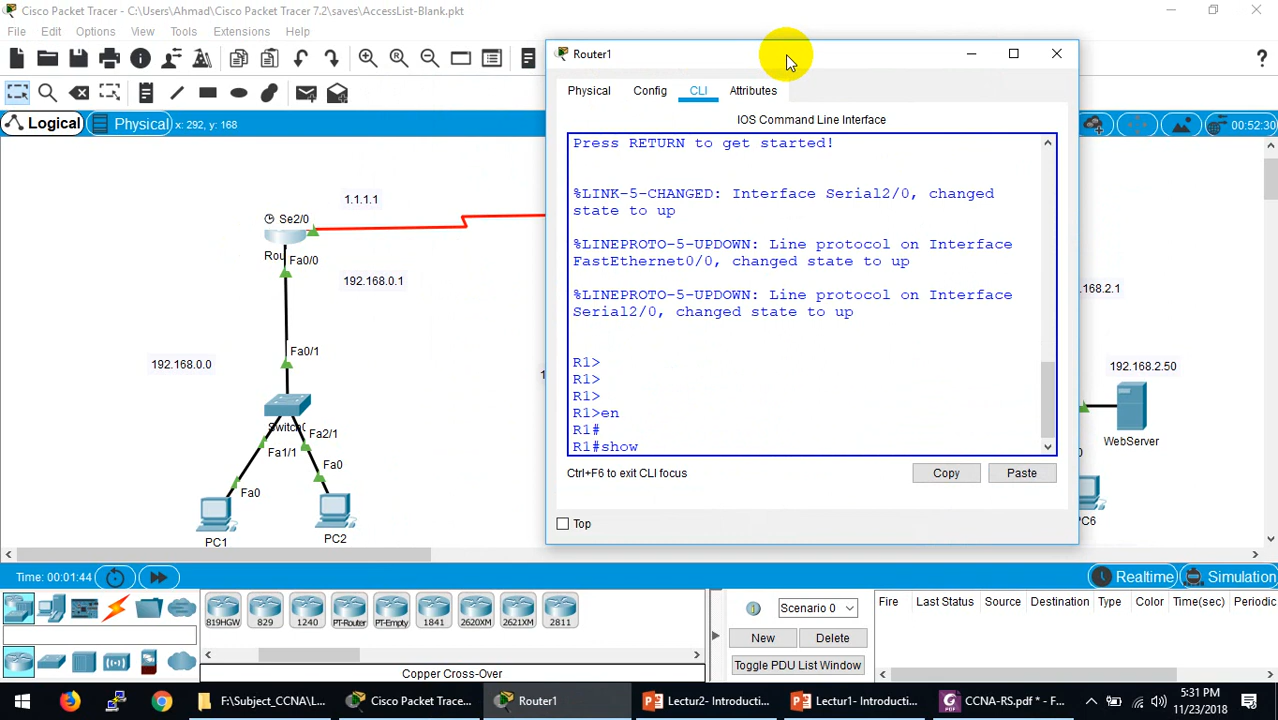 Cisco Packet Tracer - C:\Users\Ahmad\Cisco Packet Tracer 7.2\saves\AccessList-Blank.pkt
File Edit Options View Tools Extensions Help
Logical Physical x: 292, y: 168
00:52:30
Router1
Physical Config CLI Attributes
IOS Command Line Interface
Press RETURN to get started!
%LINK-5-CHANGED: Interface Serial2/0, changed
state to up
%LINEPROTO-5-UPDOWN: Line protocol on Interface
FastEthernet0/0, changed state to up
%LINEPROTO-5-UPDOWN: Line protocol on Interface
Serial2/0, changed state to up
R1>
R1>
R1>
R1>en
R1#
R1#show
Ctrl+F6 to exit CLI focus
Copy Paste
Top
1.1.1.1
Se2/0
Rou
Fa0/0
192.168.0.1
Fa0/1
192.168.0.0
Switch
Fa2/1
Fa1/1
Fa0
Fa0
PC1
PC2
.168.2.1
192.168.2.50
WebServer
PC6
Time: 00:01:44
Realtime Simulation
819HGW 829 1240 PT-Router PT-Empty 1841 2620XM 2621XM 2811
Copper Cross-Over
Scenario 0
New Delete
Toggle PDU List Window
Fire Last Status Source Destination Type Color Time(sec) Periodic
F:\Subject_CCNA\L...
Cisco Packet Trace...
Router1
Lectur2- Introducti...
Lectur1- Introducti...
CCNA-RS.pdf * - F...
5:31 PM
11/23/2018